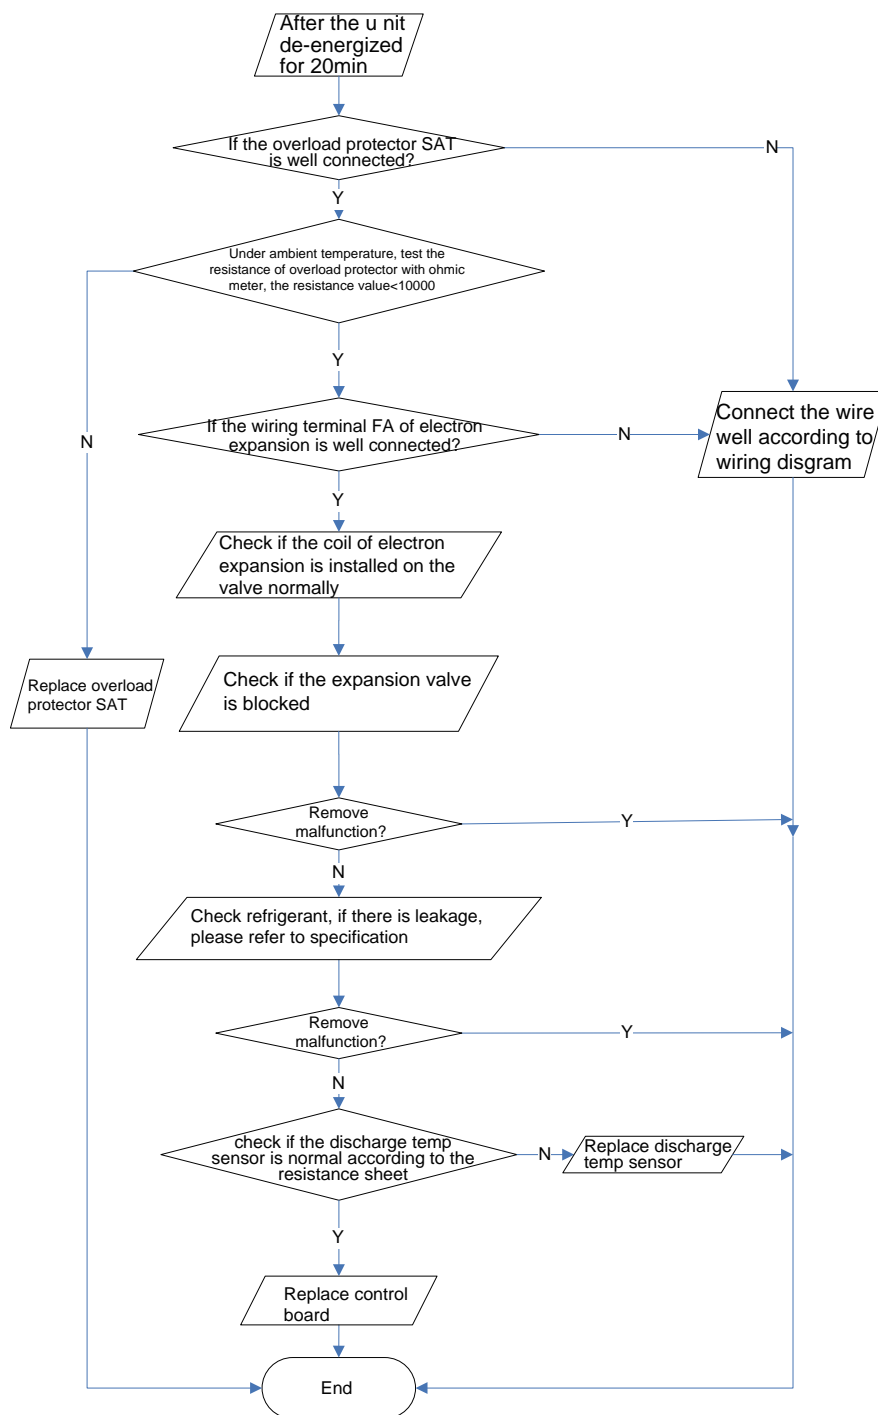 After the u nit
de-energized
for 20min
If the overload protector SAT
is well connected?
N
Y
Under ambient temperature, test the
resistance of overload protector with ohmic
meter, the resistance value<10000
Y
N
If the wiring terminal FA of electron
expansion is well connected?
N
Connect the wire
well according to
wiring disgram
Y
Check if the coil of electron
expansion is installed on the
valve normally
Replace overload
protector SAT
Check if the expansion valve
is blocked
Remove
malfunction?
Y
N
Check refrigerant, if there is leakage,
please refer to specification
Remove
malfunction?
Y
N
check if the discharge temp
sensor is normal according to the
resistance sheet
N
Replace discharge
temp sensor
Y
Replace control
board
End